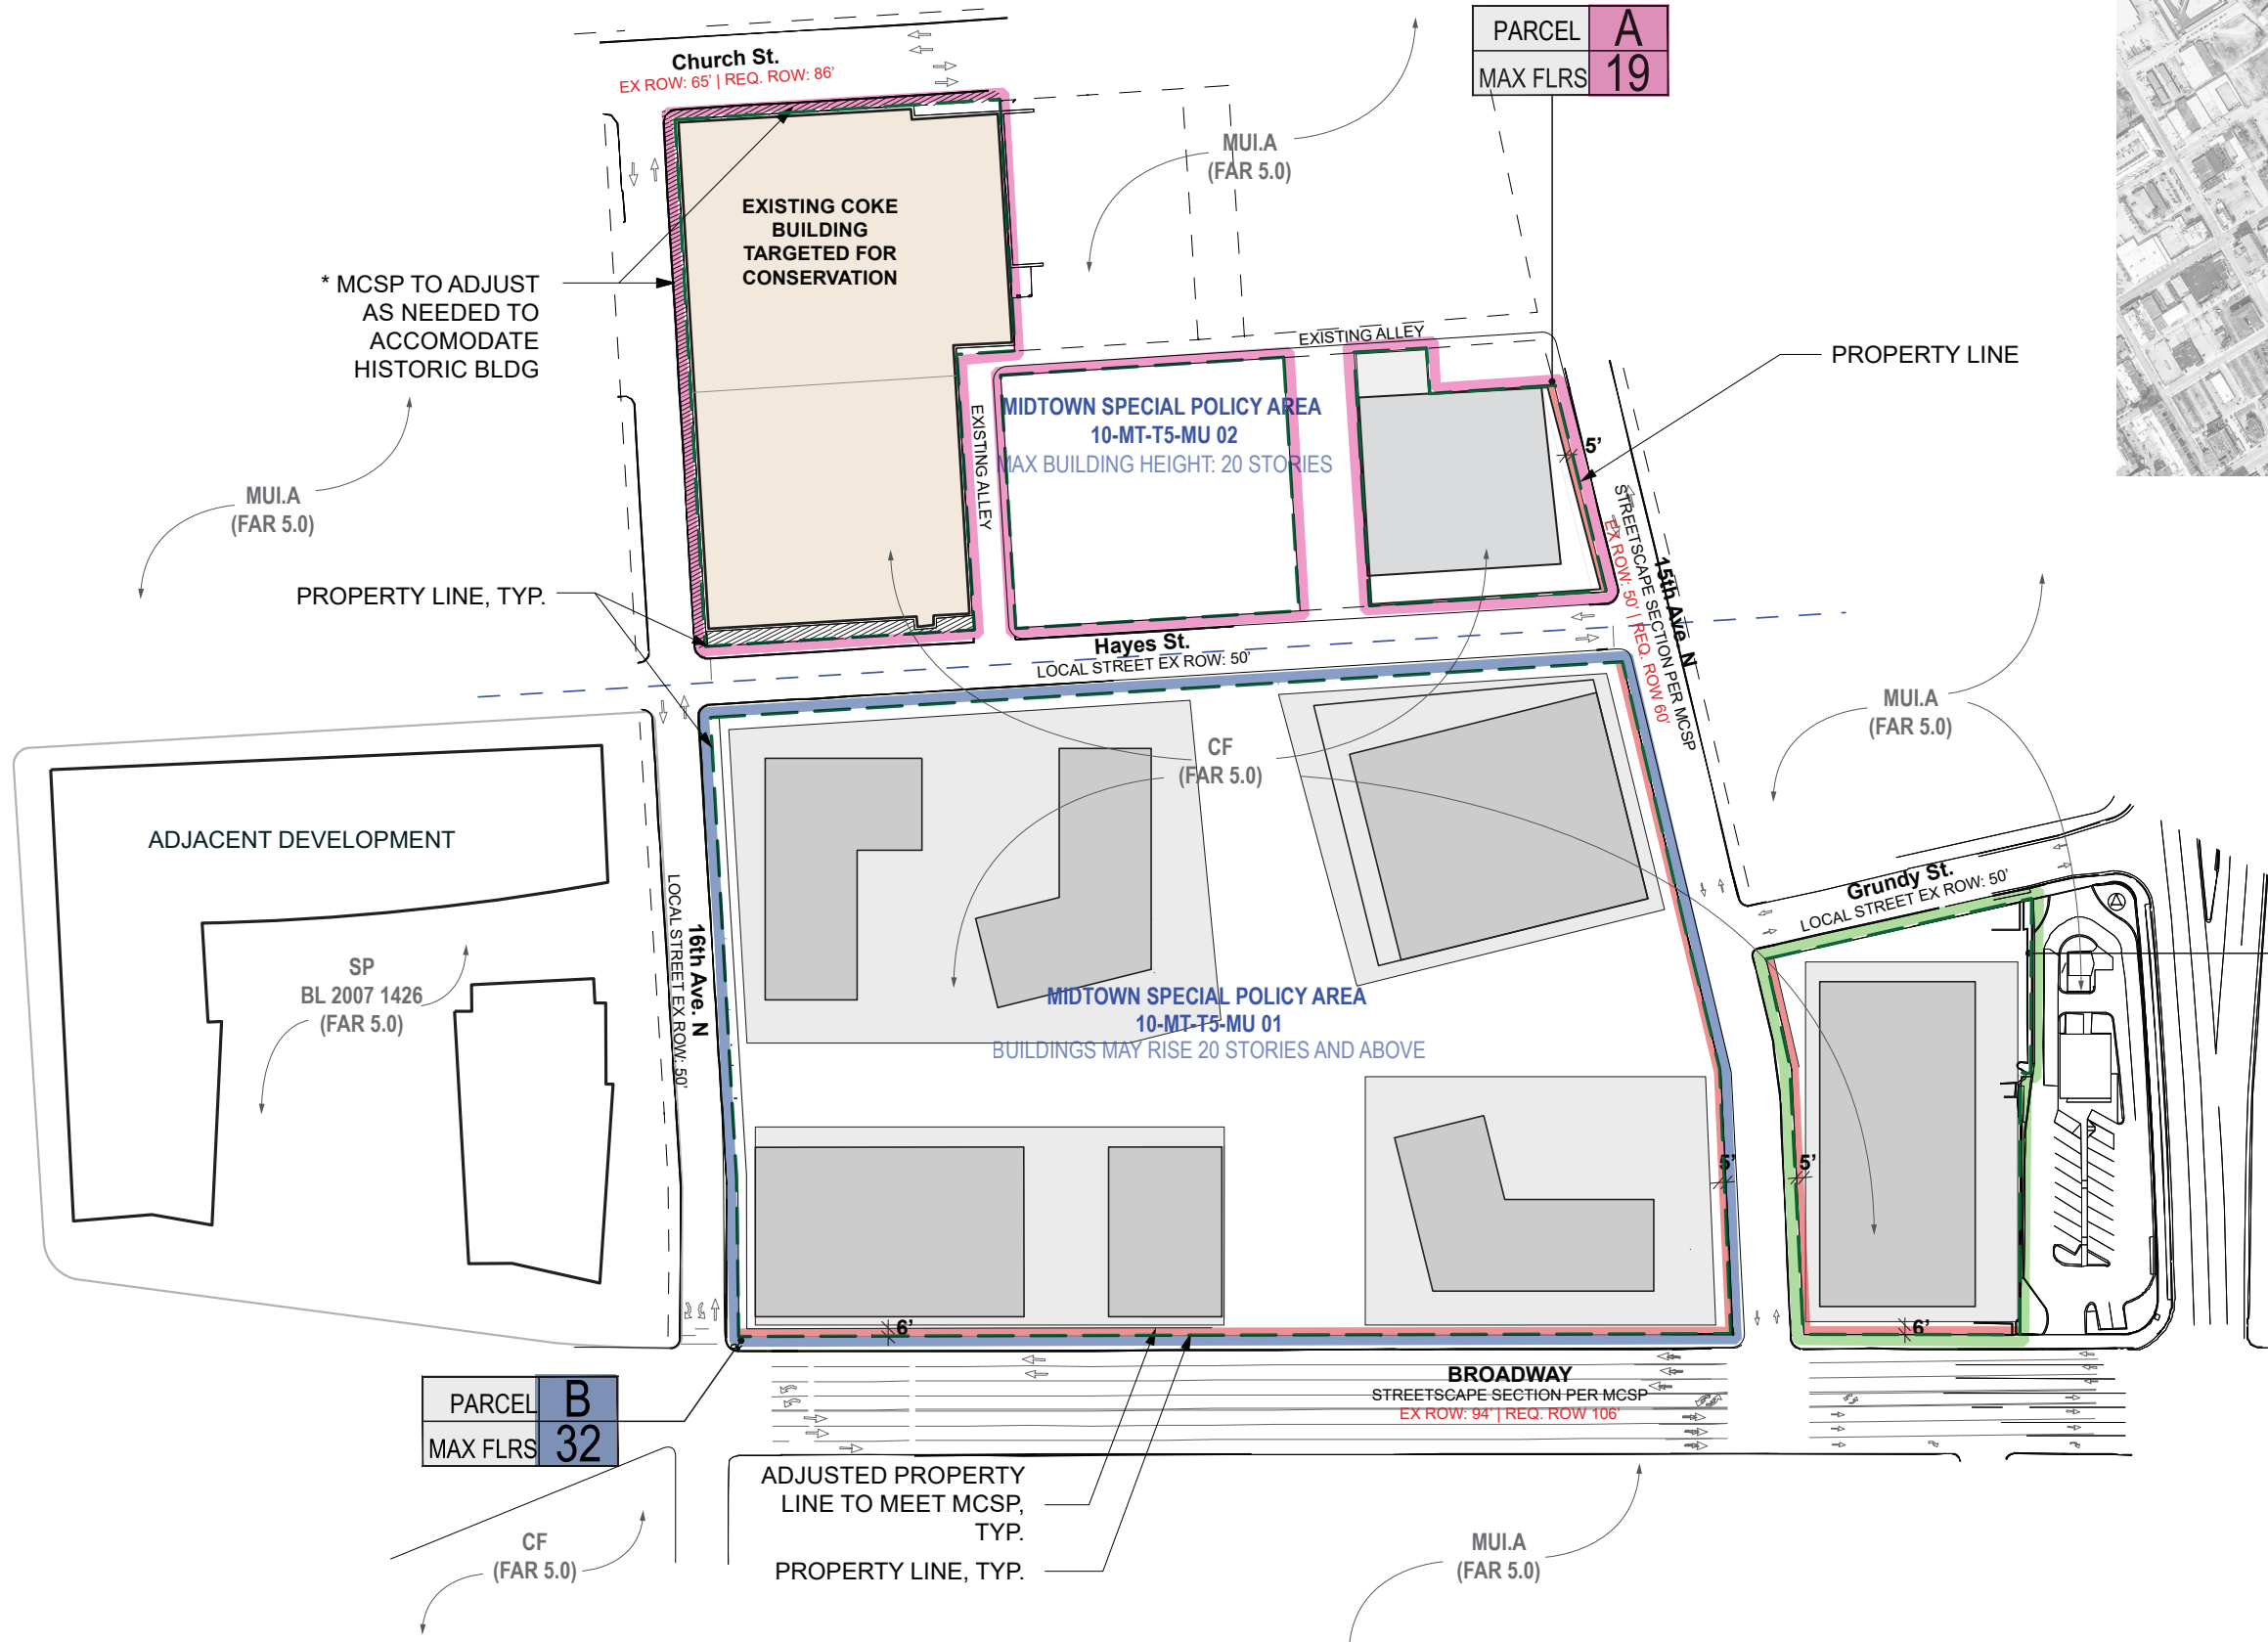 Church St.
EX ROW: 65' | REQ. ROW: 86'
PARCEL A
MAX FLRS 19
MUI.A
(FAR 5.0)
EXISTING COKE
BUILDING
TARGETED FOR
CONSERVATION
* MCSP TO ADJUST
AS NEEDED TO
ACCOMODATE
HISTORIC BLDG
EXISTING ALLEY
PROPERTY LINE
MIDTOWN SPECIAL POLICY AREA
10-MT-T5-MU 02
MAX BUILDING HEIGHT: 20 STORIES
EXISTING ALLEY
5'
MUI.A
(FAR 5.0)
15th Ave. N
STREETSCAPE SECTION PER MCSP
EX ROW: 50' | REQ. ROW 60'
PROPERTY LINE, TYP.
Hayes St.
LOCAL STREET EX ROW: 50'
MUI.A
(FAR 5.0)
CF
(FAR 5.0)
ADJACENT DEVELOPMENT
Grundy St.
LOCAL STREET EX ROW: 50'
16th Ave. N
LOCAL STREET EX ROW: 50'
SP
BL 2007 1426
(FAR 5.0)
MIDTOWN SPECIAL POLICY AREA
10-MT-T5-MU 01
BUILDINGS MAY RISE 20 STORIES AND ABOVE
5'
5'
6'
6'
BROADWAY
STREETSCAPE SECTION PER MCSP
EX ROW: 94' | REQ. ROW 106'
PARCEL B
MAX FLRS 32
ADJUSTED PROPERTY
LINE TO MEET MCSP,
TYP.
PROPERTY LINE, TYP.
CF
(FAR 5.0)
MUI.A
(FAR 5.0)